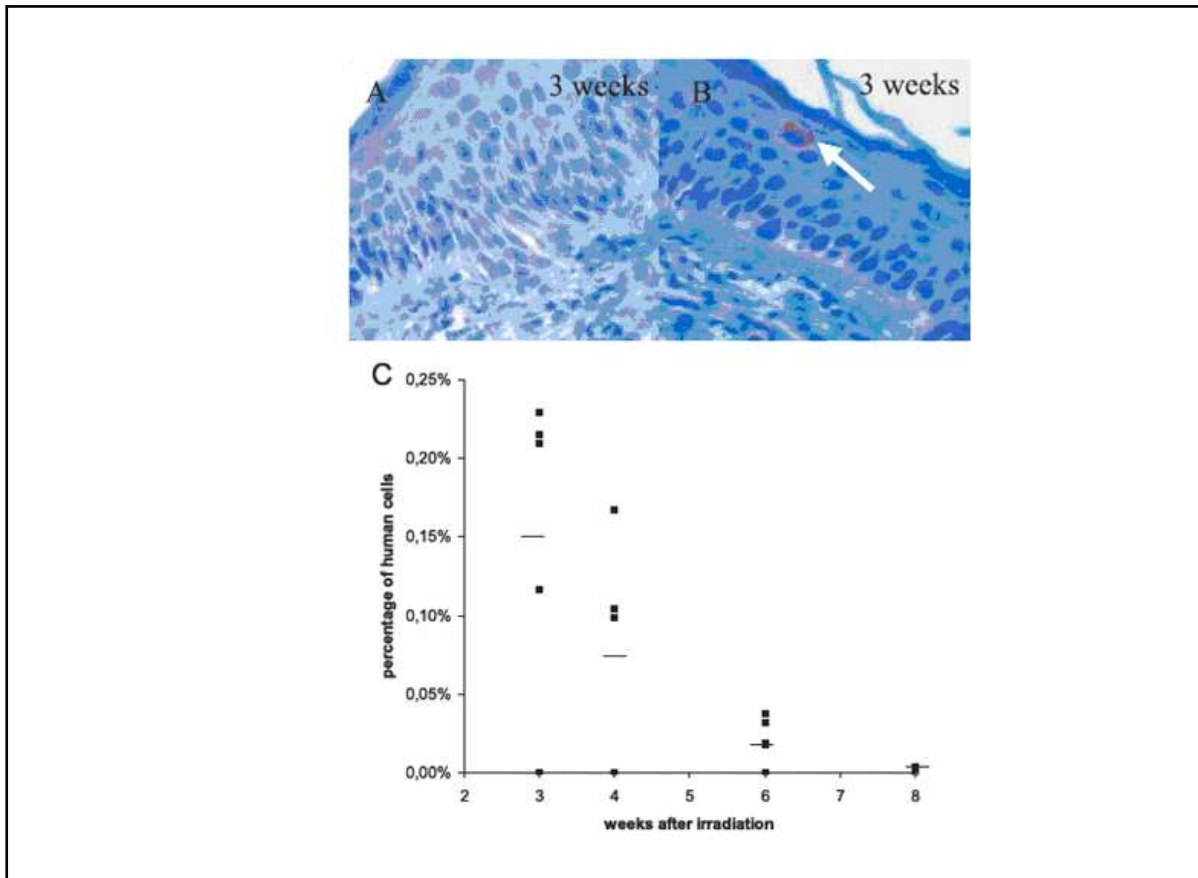 A 3 weeks B 3 weeks
C
0,25%
0,20%
0,15%
0,10%
0,05%
0,00%
percentage of human cells
2 3 4 5 6 7 8
weeks after irradiation